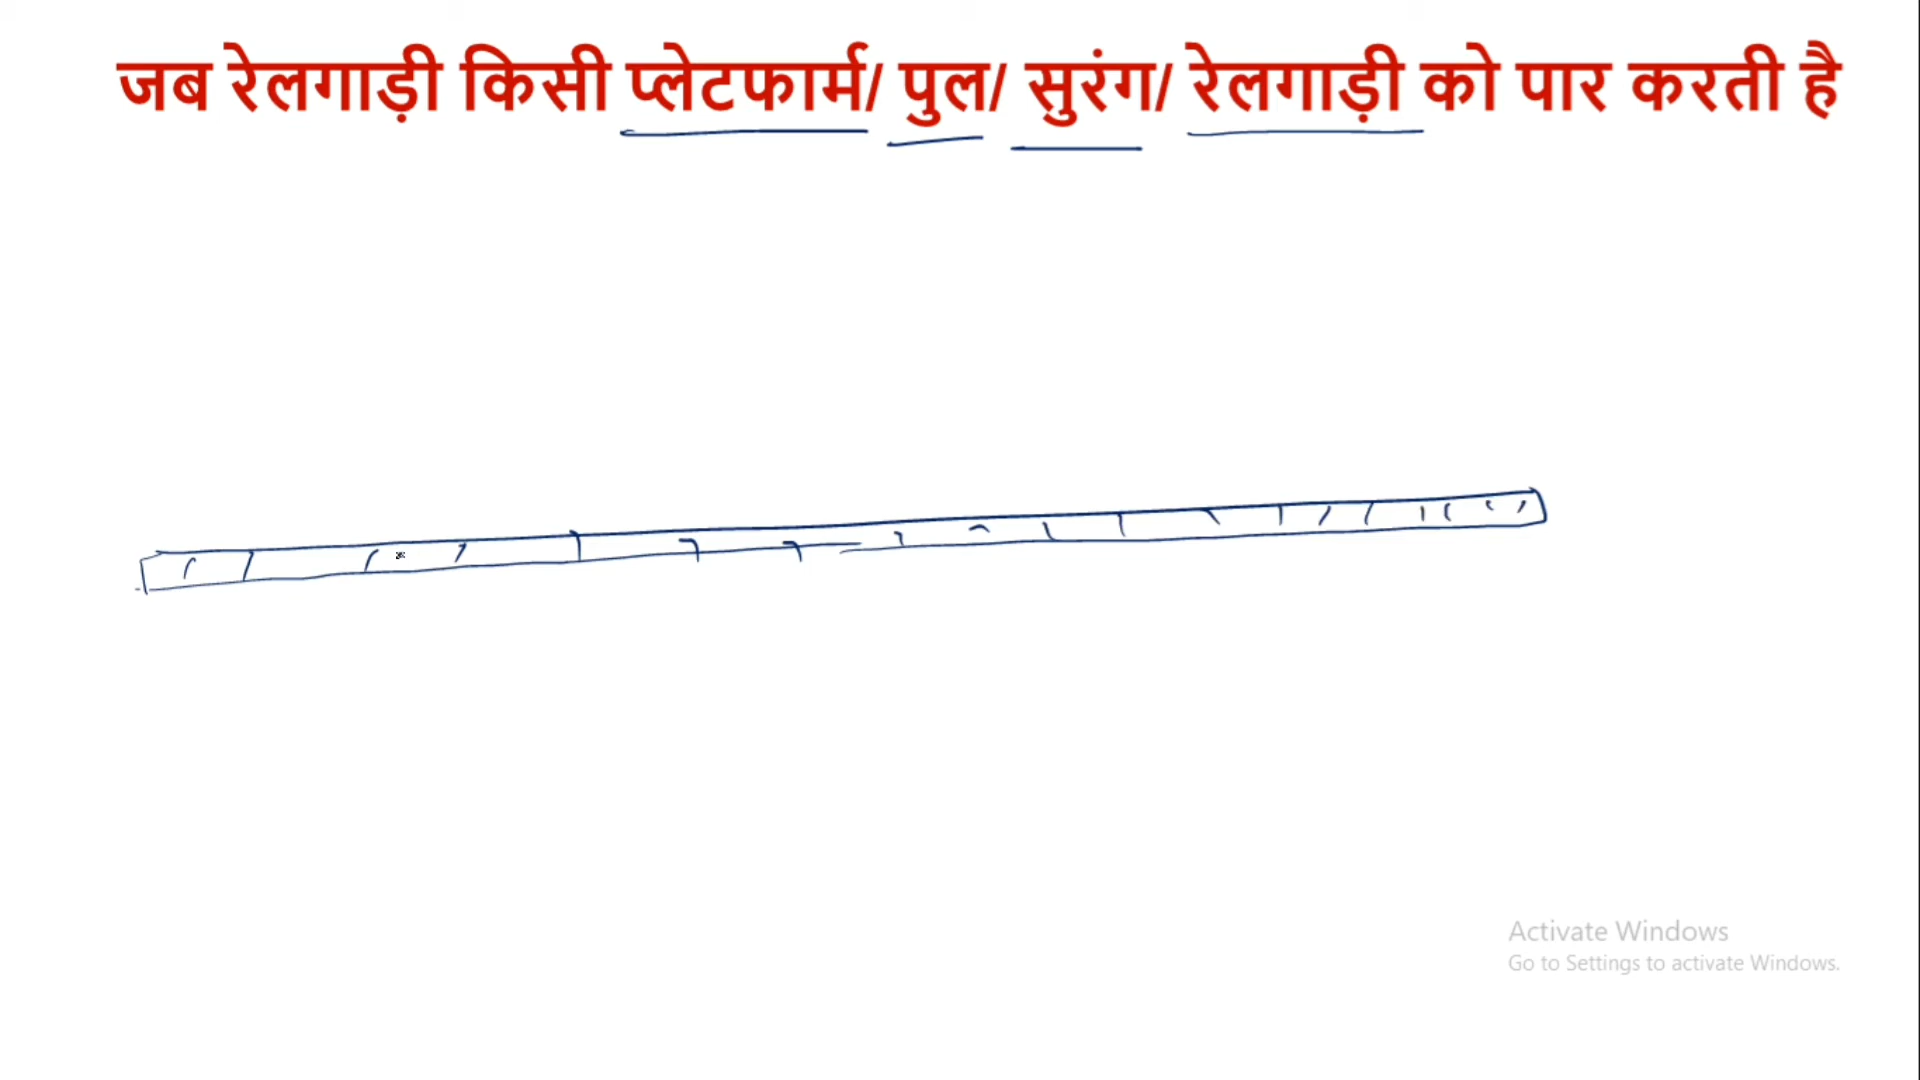 जब रेलगाड़ी किसी प्लेटफार्म/ पुल/ सुरंग/ रेलगाड़ी को पार करती है
Activate Windows
Go to Settings to activate Windows.